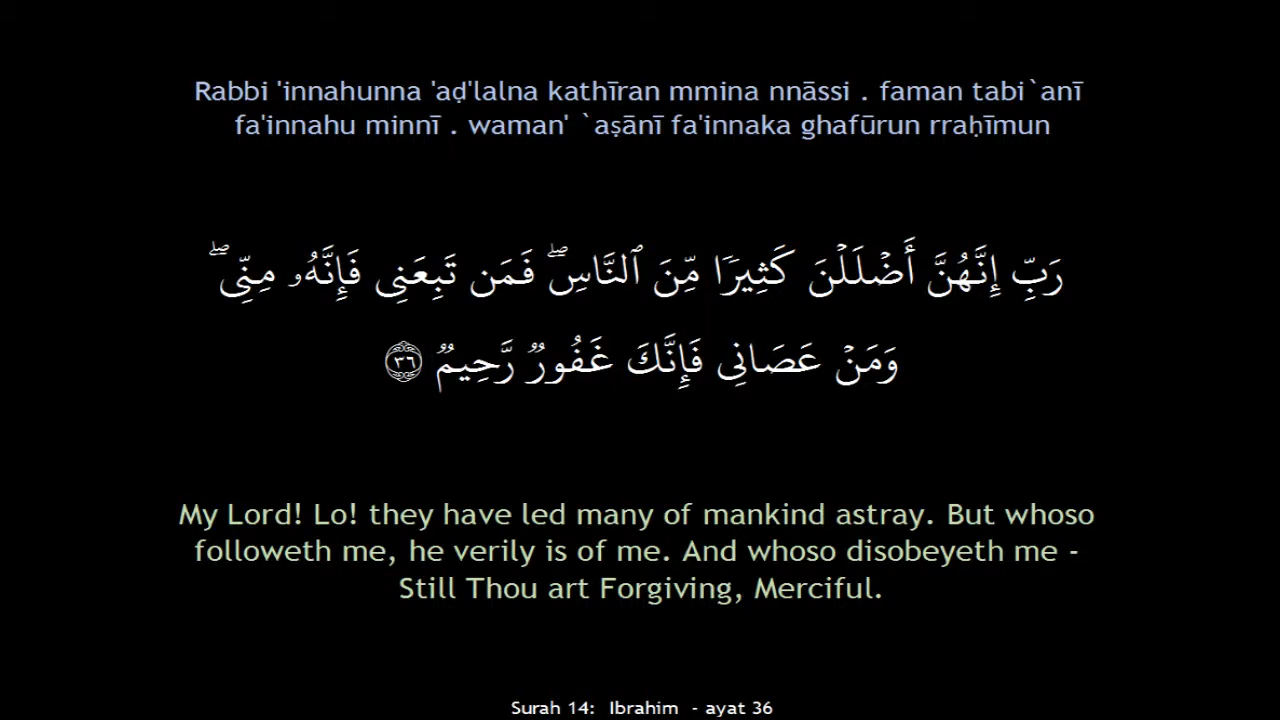 Rabbi 'innahunna 'aḍ'lalna kathīran mmina nnāssi . faman tabi`anī
fa'innahu minnī . waman' `aṣānī fa'innaka ghafūrun rraḥīmun
رَبِّ إِنَّهُنَّ أَضْلَلْنَ كَثِيرًا مِّنَ ٱلنَّاسِ ۖ فَمَن تَبِعَنِى فَإِنَّهُۥ مِنِّى ۖ
وَمَنْ عَصَانِى فَإِنَّكَ غَفُورٌ رَّحِيمٌ ۝٣٦
My Lord! Lo! they have led many of mankind astray. But whoso
followeth me, he verily is of me. And whoso disobeyeth me -
Still Thou art Forgiving, Merciful.
Surah 14:  Ibrahim  - ayat 36